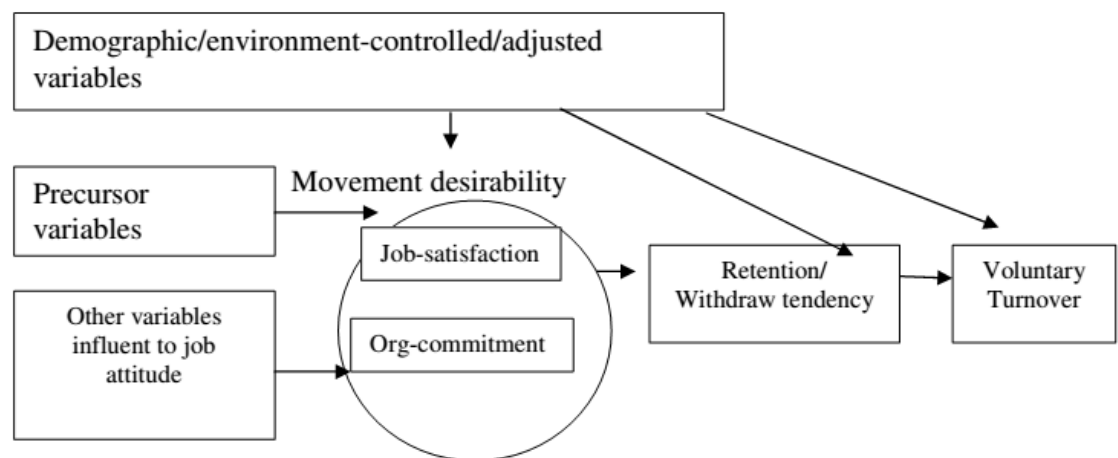 Demographic/environment-controlled/adjusted
variables
Precursor
variables
Movement desirability
Job-satisfaction
Org-commitment
Other variables
influent to job
attitude
Retention/
Withdraw tendency
Voluntary
Turnover